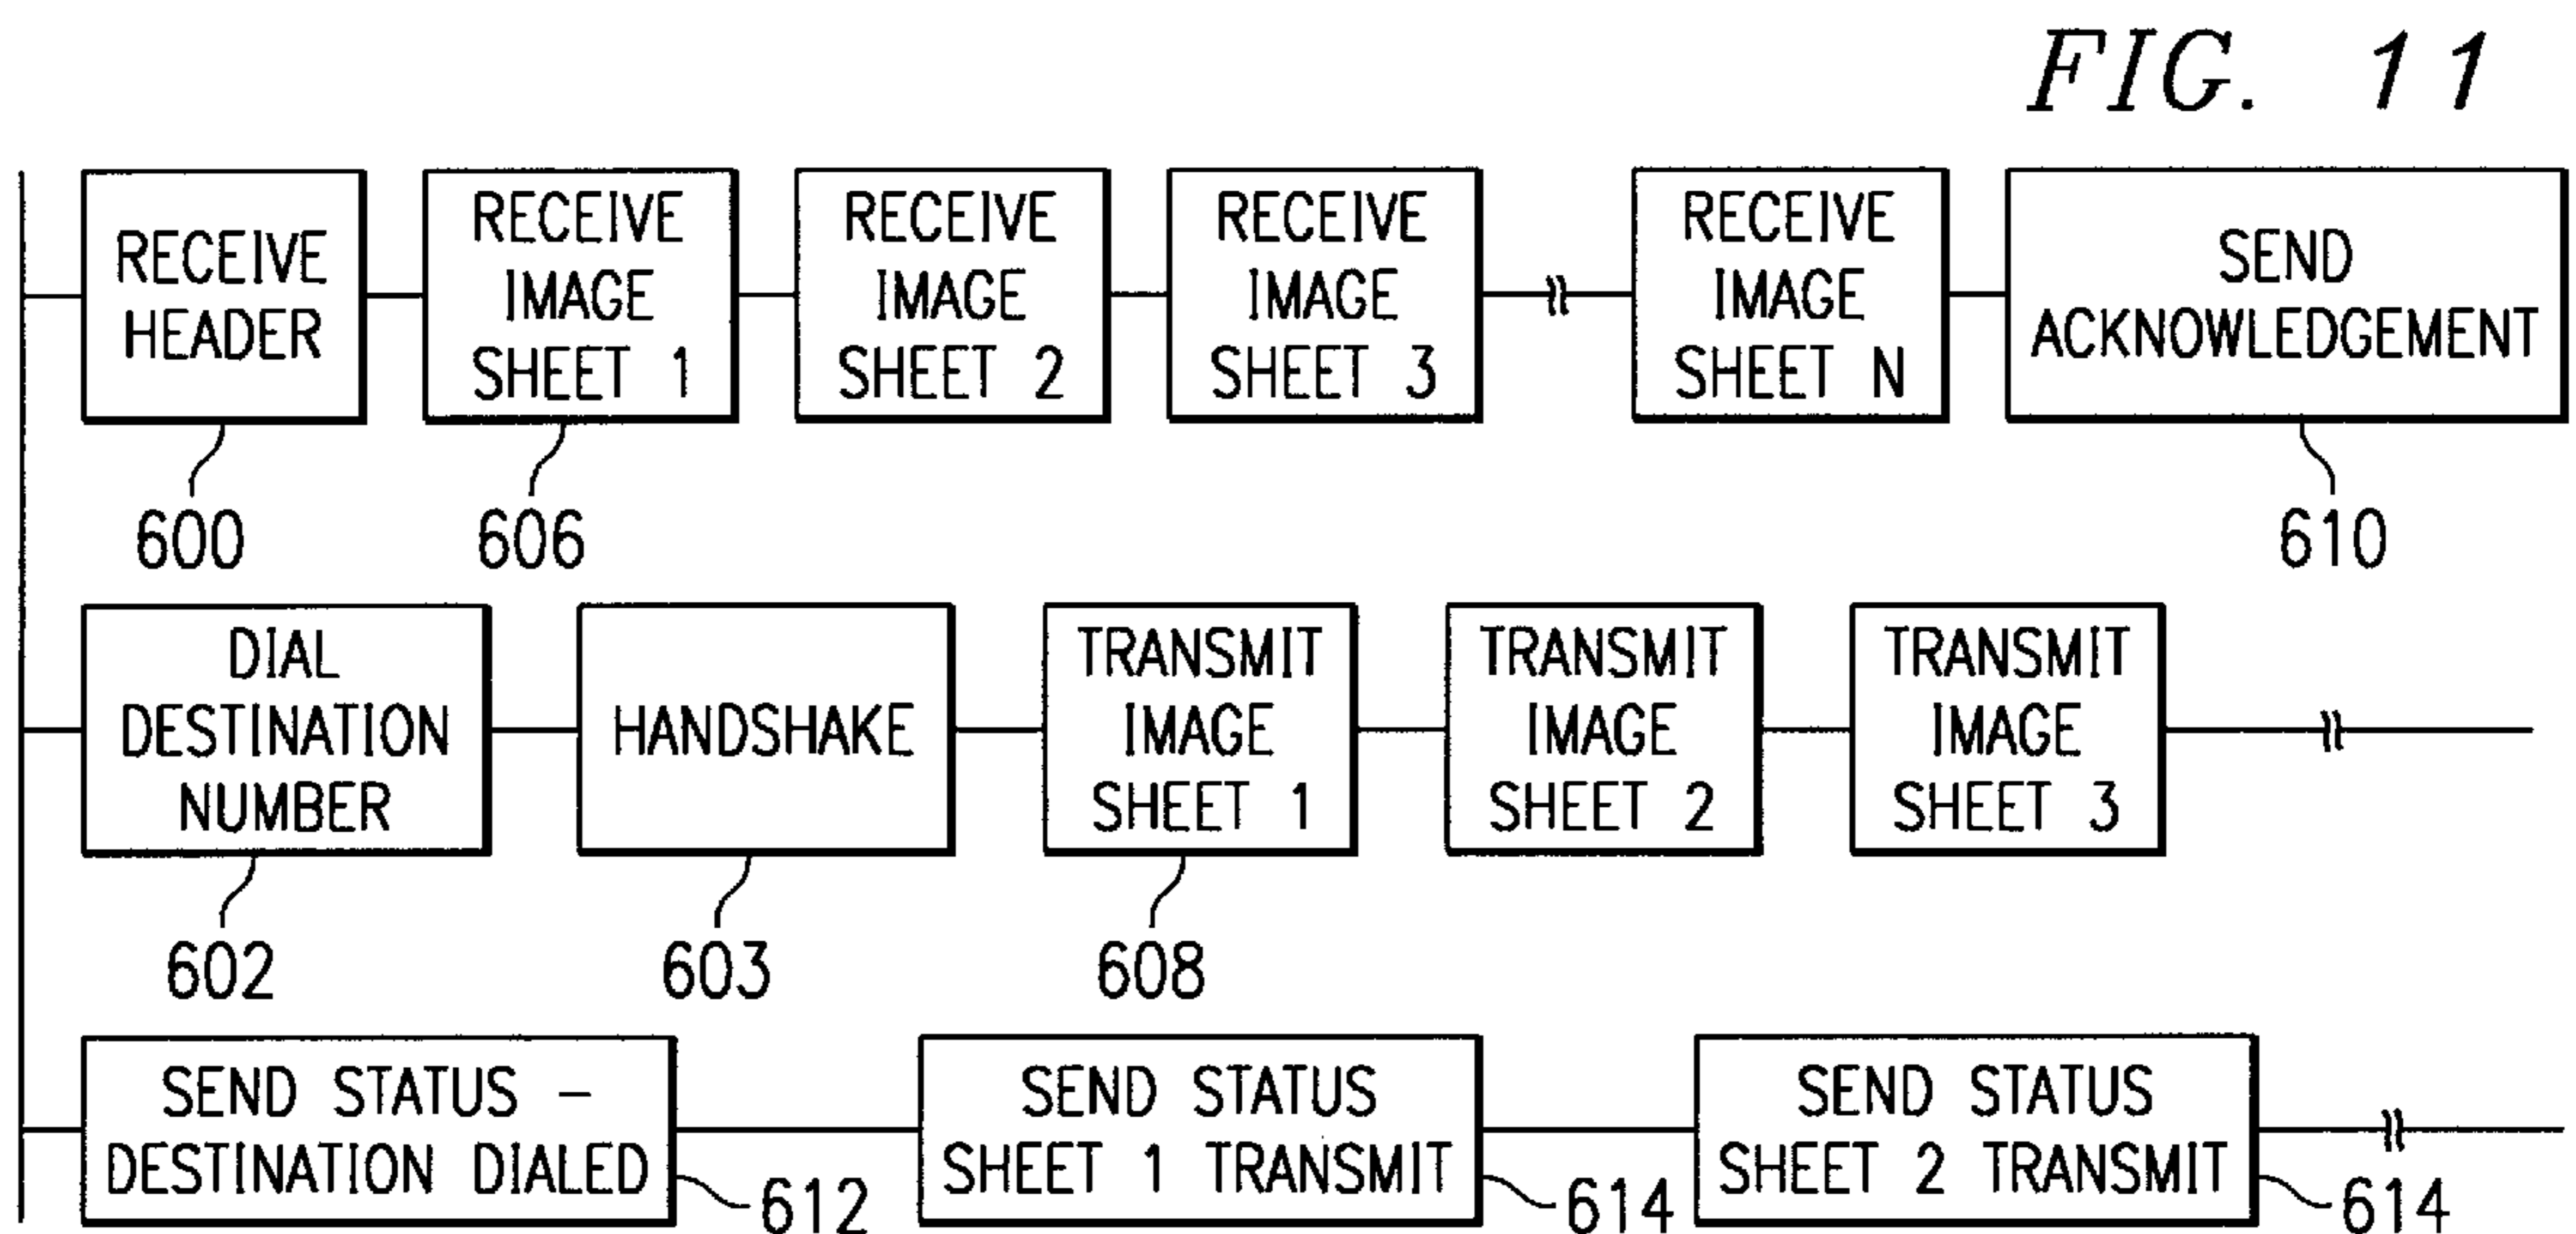 FIG. 11
RECEIVE
HEADER
600
RECEIVE
IMAGE
SHEET 1
606
RECEIVE
IMAGE
SHEET 2
RECEIVE
IMAGE
SHEET 3
RECEIVE
IMAGE
SHEET N
SEND
ACKNOWLEDGEMENT
610
DIAL
DESTINATION
NUMBER
602
HANDSHAKE
603
TRANSMIT
IMAGE
SHEET 1
608
TRANSMIT
IMAGE
SHEET 2
TRANSMIT
IMAGE
SHEET 3
SEND STATUS –
DESTINATION DIALED
612
SEND STATUS
SHEET 1 TRANSMIT
614
SEND STATUS
SHEET 2 TRANSMIT
614